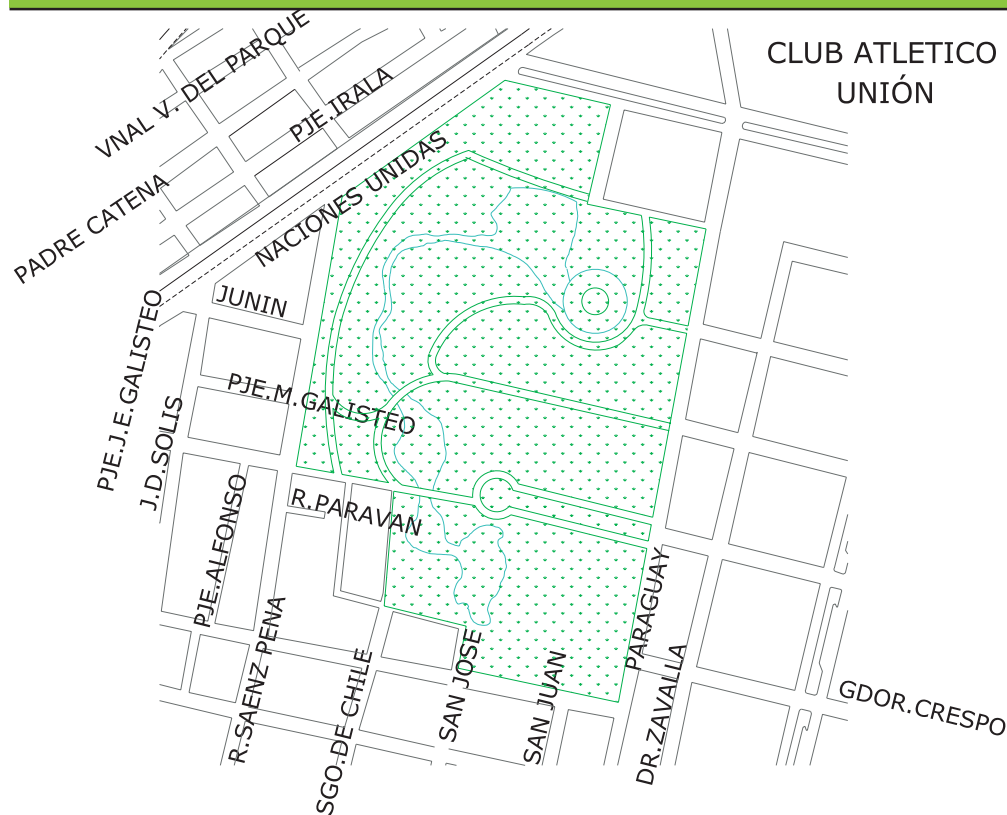 CLUB ATLETICO
UNIÓN
VNAL V. DEL PARQUE
PJE.IRALA
PADRE CATENA
NACIONES UNIDAS
JUNIN
PJE.J.E.GALISTEO
PJE.M.GALISTEO
J.D.SOLIS
R.PARAVAN
PJE.ALFONSO
R.SAENZ PENA
SGO.DE CHILE
SAN JOSE
SAN JUAN
PARAGUAY
DR.ZAVALLA
GDOR.CRESPO